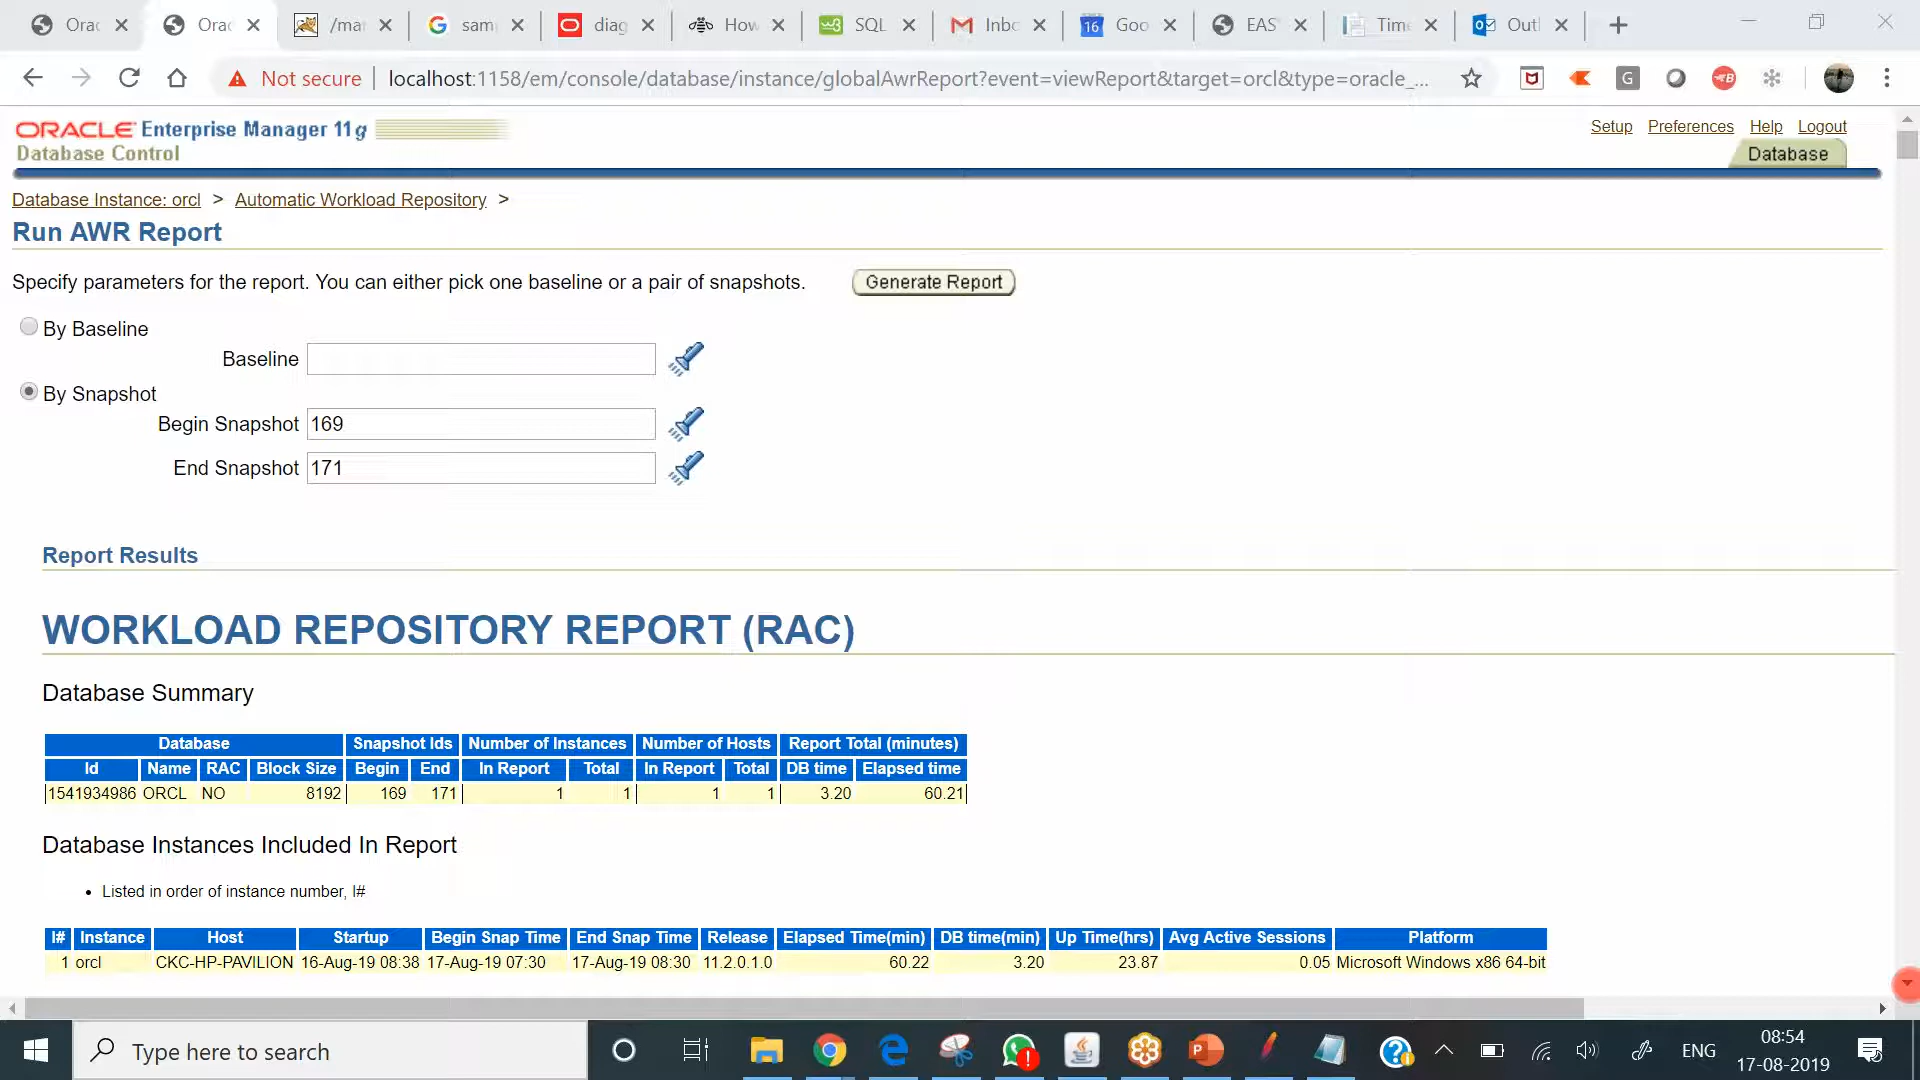 Orac Orac /mar sam diag How SQL Inbo Goo EAS Time Outl
16
Not secure localhost:1158/em/console/database/instance/globalAwrReport?event=viewReport&target=orcl&type=oracle_...
ORACLE Enterprise Manager 11g
Database Control
Setup Preferences Help Logout
Database
Database Instance: orcl > Automatic Workload Repository >
Run AWR Report
Specify parameters for the report. You can either pick one baseline or a pair of snapshots. Generate Report
By Baseline
Baseline
By Snapshot
Begin Snapshot 169
End Snapshot 171
Report Results
WORKLOAD REPOSITORY REPORT (RAC)
Database Summary
Database Snapshot Ids Number of Instances Number of Hosts Report Total (minutes)
Id Name RAC Block Size Begin End In Report Total In Report Total DB time Elapsed time
1541934986 ORCL NO 8192 169 171 1 1 1 1 3.20 60.21
Database Instances Included In Report
• Listed in order of instance number, I#
I# Instance Host Startup Begin Snap Time End Snap Time Release Elapsed Time(min) DB time(min) Up Time(hrs) Avg Active Sessions Platform
1 orcl CKC-HP-PAVILION 16-Aug-19 08:38 17-Aug-19 07:30 17-Aug-19 08:30 11.2.0.1.0 60.22 3.20 23.87 0.05 Microsoft Windows x86 64-bit
Type here to search
ENG
08:54
17-08-2019